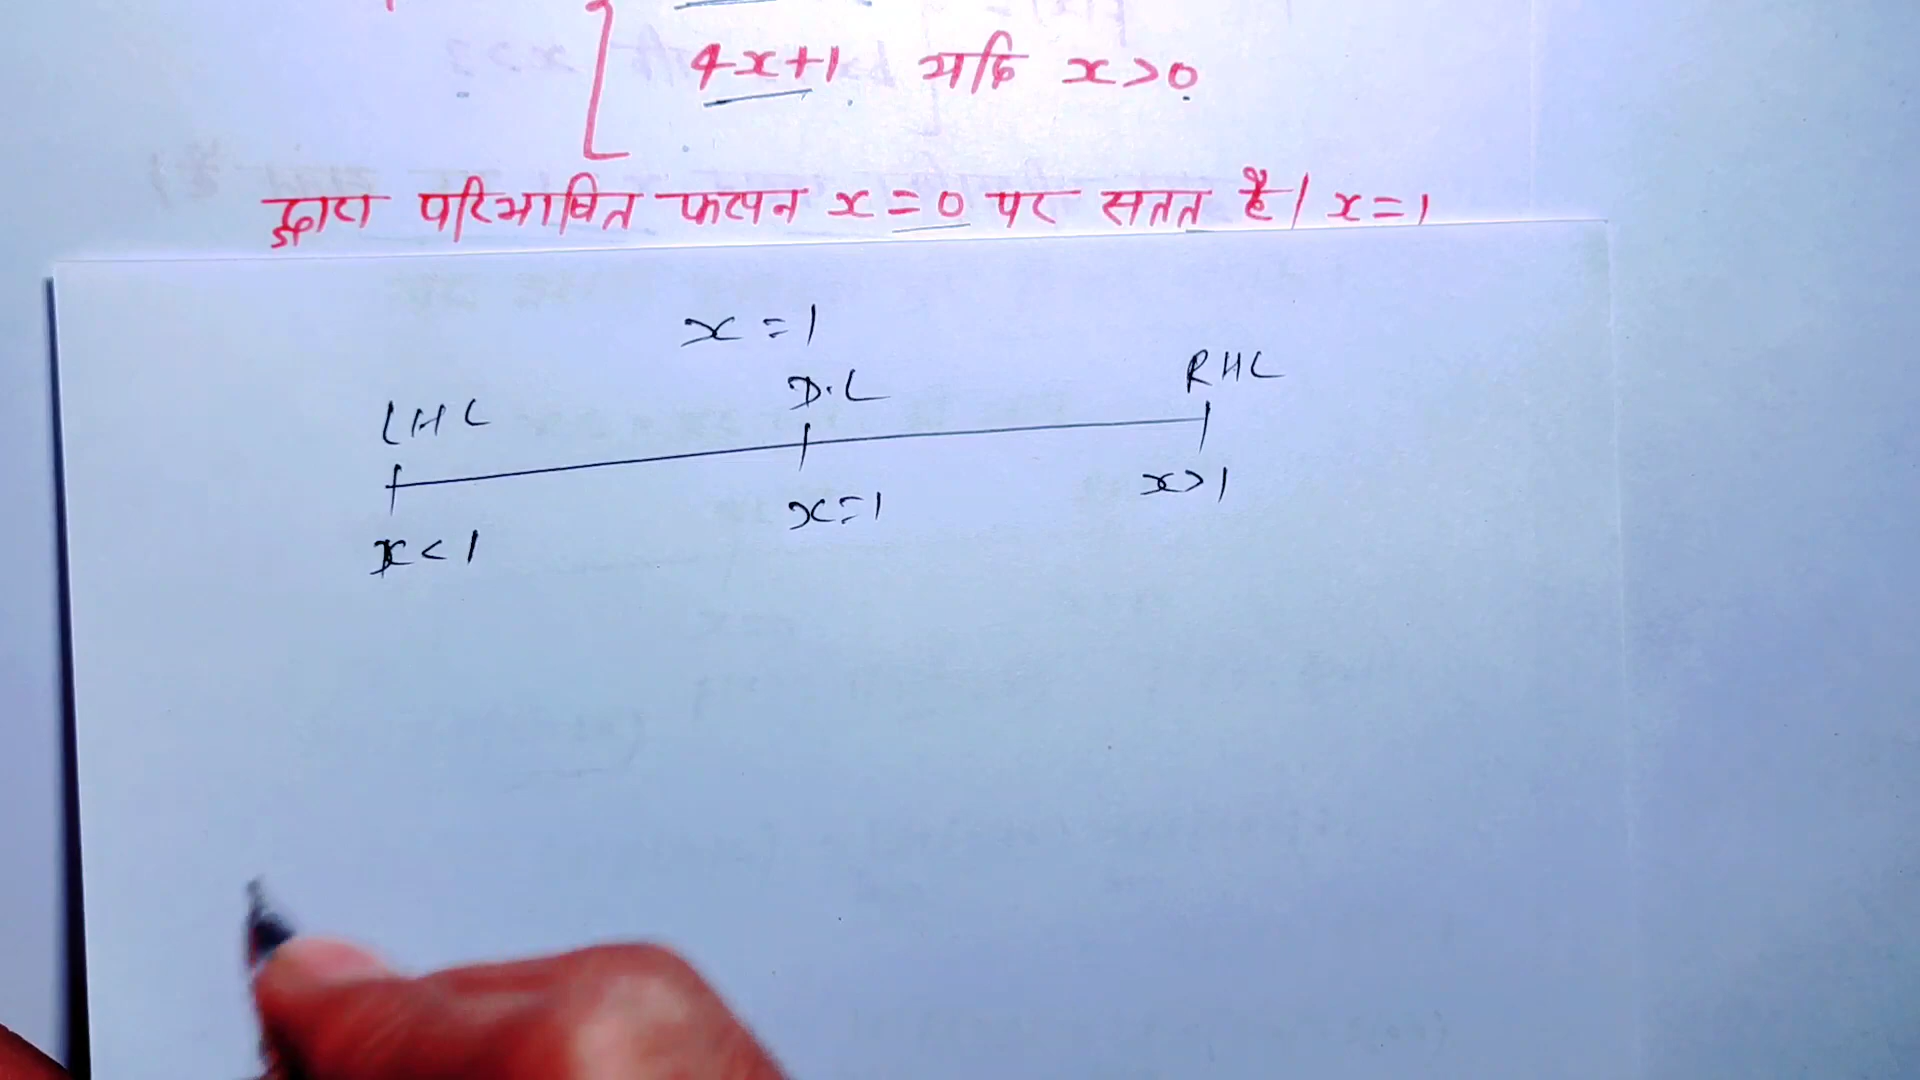 4x+1 यदि x>0
द्वारा परिभाषित फलन x=0 पर सतत है। x=1
x=1
LHL D.L RHL
x<1 x=1 x>1